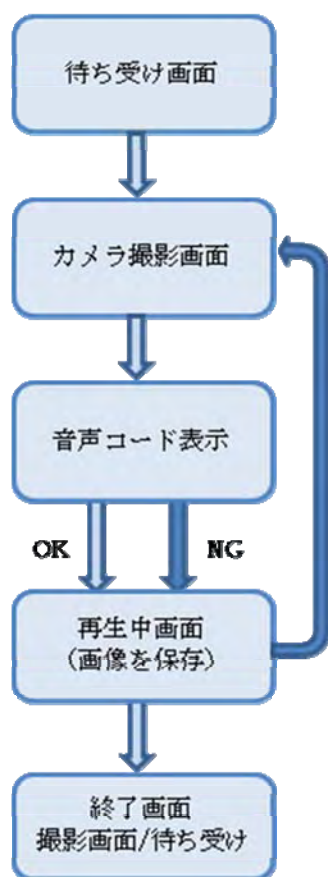 待ち受け画面
カメラ撮影画面
音声コード表示
OK
NG
再生中画面
(画像を保存)
終了画面
撮影画面/待ち受け